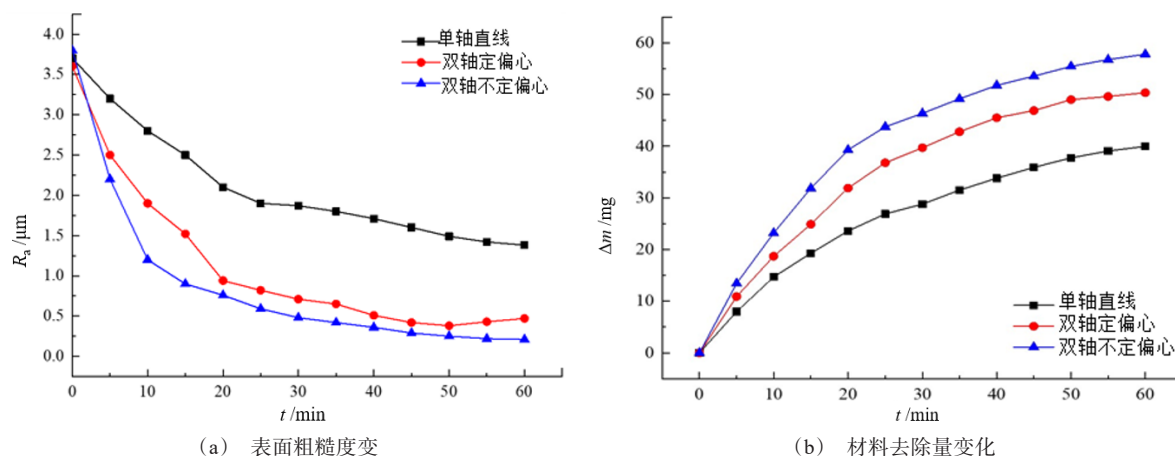 4.0
3.5
3.0
2.5
2.0
1.5
1.0
0.5
0.0
Ra /μm
0 10 20 30 40 50 60
t /min
单轴直线
双轴定偏心
双轴不定偏心
(a) 表面粗糙度变
60
50
40
30
20
10
0
Δm /mg
0 10 20 30 40 50 60
t /min
单轴直线
双轴定偏心
双轴不定偏心
(b) 材料去除量变化